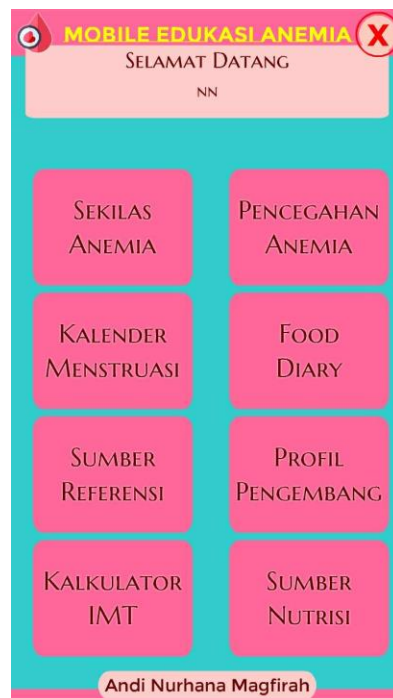 MOBILE EDUKASI ANEMIA X
SELAMAT DATANG
NN
SEKILAS
ANEMIA
PENCEGAHAN
ANEMIA
KALENDER
MENSTRUASI
FOOD
DIARY
SUMBER
REFERENSI
PROFIL
PENGEMBANG
KALKULATOR
IMT
SUMBER
NUTRISI
Andi Nurhana Magfirah